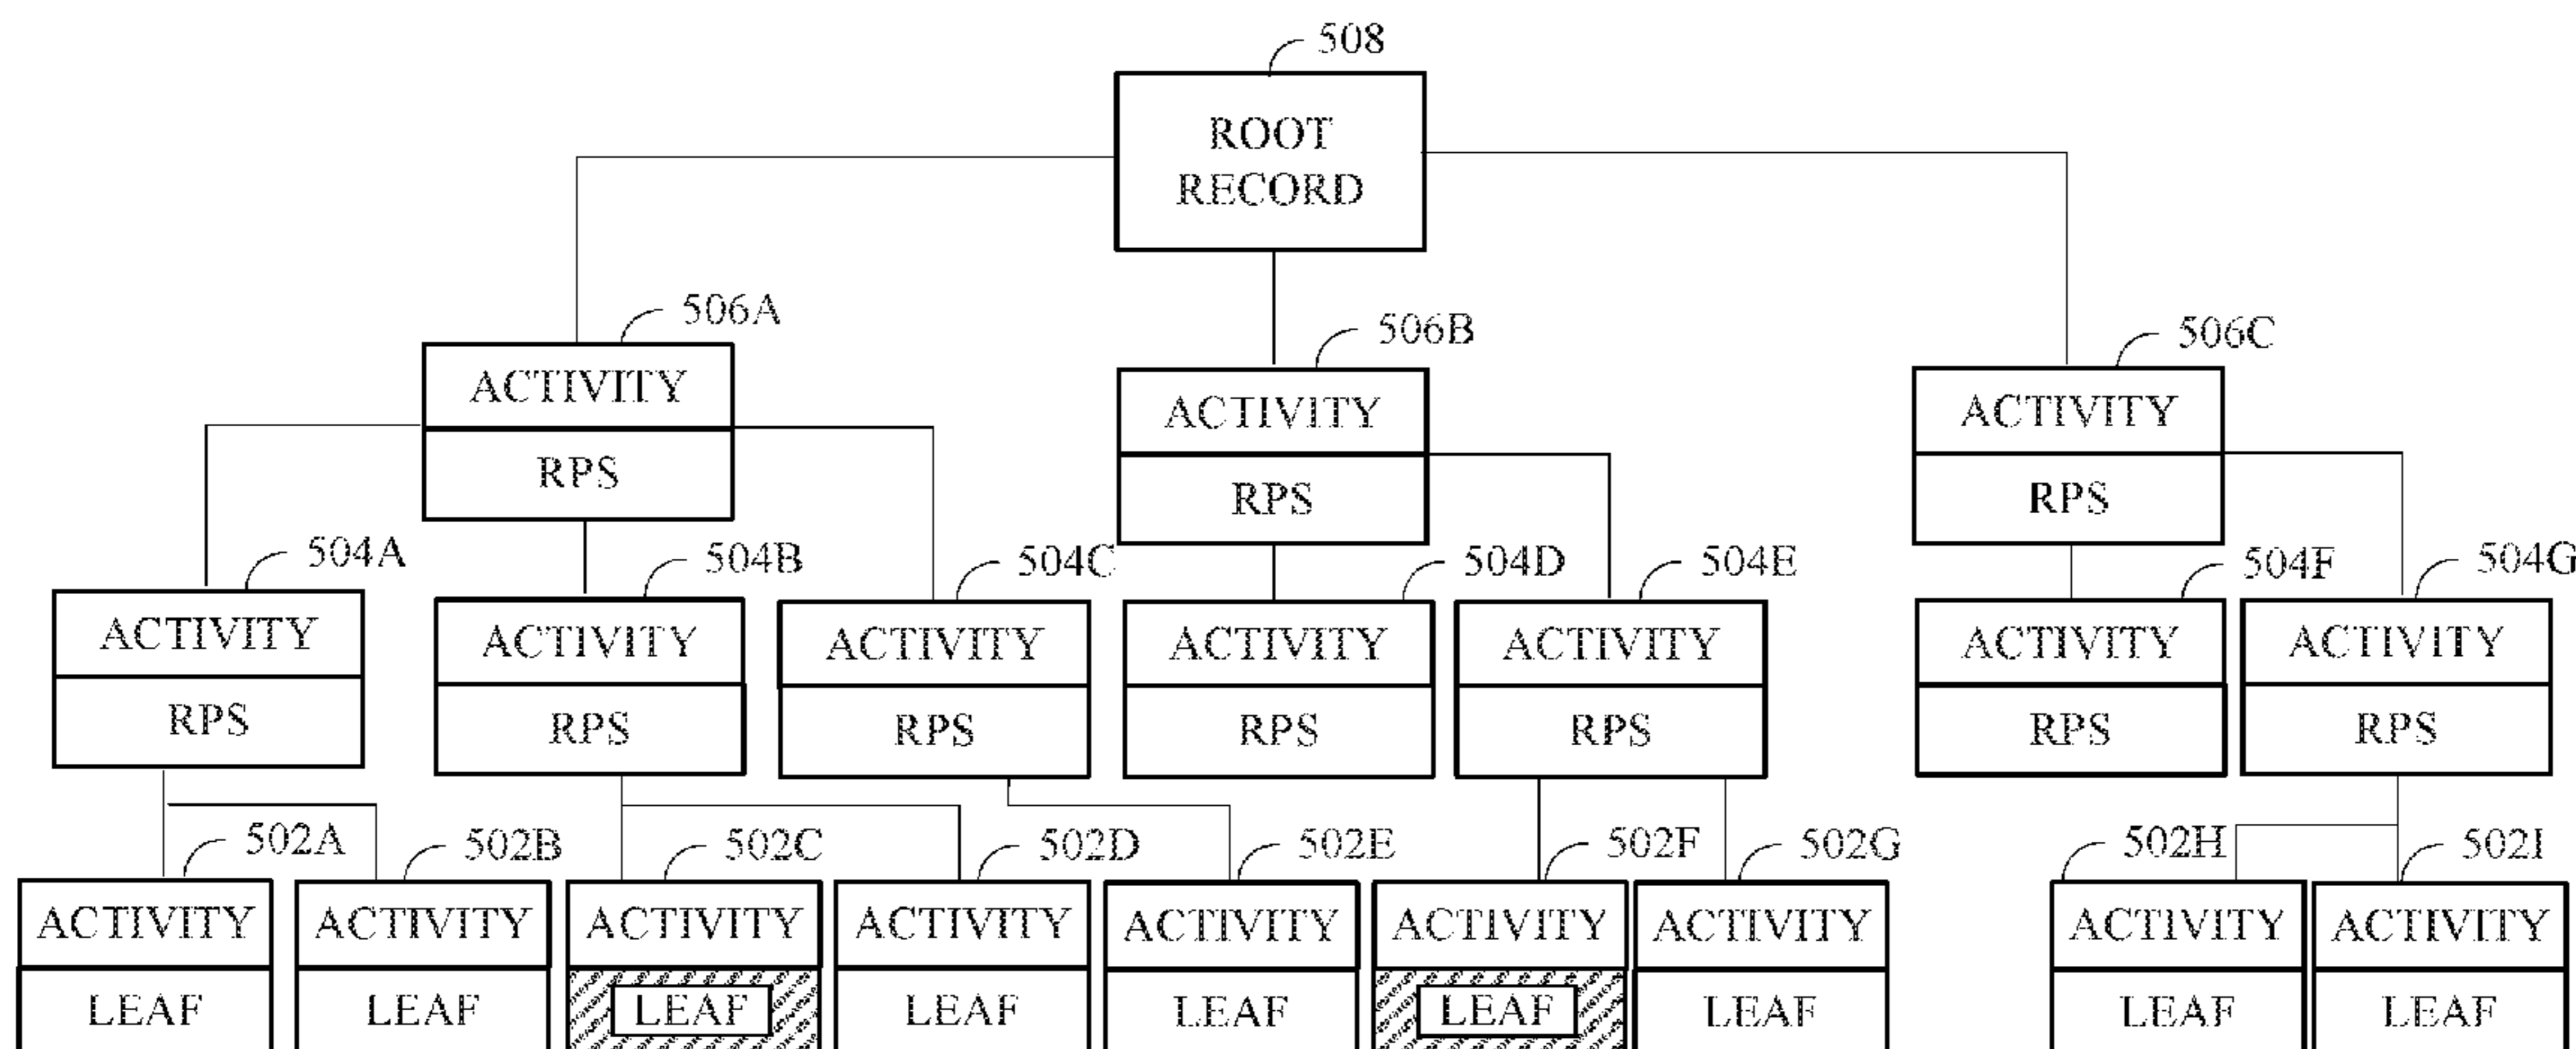 508
ROOT
RECORD
506A
506B
506C
ACTIVITY
RPS
ACTIVITY
RPS
ACTIVITY
RPS
504A
504B
504C
504D
504E
504F
504G
ACTIVITY
RPS
ACTIVITY
RPS
ACTIVITY
RPS
ACTIVITY
RPS
ACTIVITY
RPS
ACTIVITY
RPS
ACTIVITY
RPS
502A
502B
502C
502D
502E
502F
502G
502H
502I
ACTIVITY
LEAF
ACTIVITY
LEAF
ACTIVITY
LEAF
ACTIVITY
LEAF
ACTIVITY
LEAF
ACTIVITY
LEAF
ACTIVITY
LEAF
ACTIVITY
LEAF
ACTIVITY
LEAF